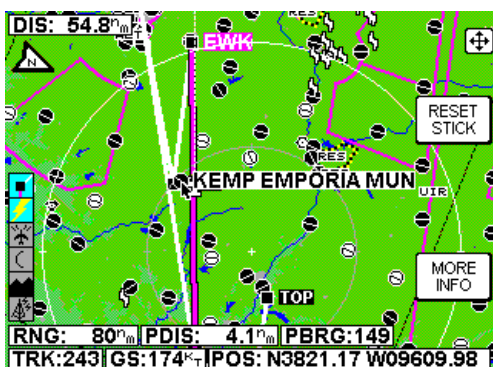 DIS: 54.8nm
RES
EWK
N
RESET
STICK
RES
KEMP EMPORIA MUN
UIR
MORE
INFO
TOP
RNG: 80nm PDIS: 4.1nm PBRG:149
TRK:243 GS:174KT POS: N3821.17 W09609.98